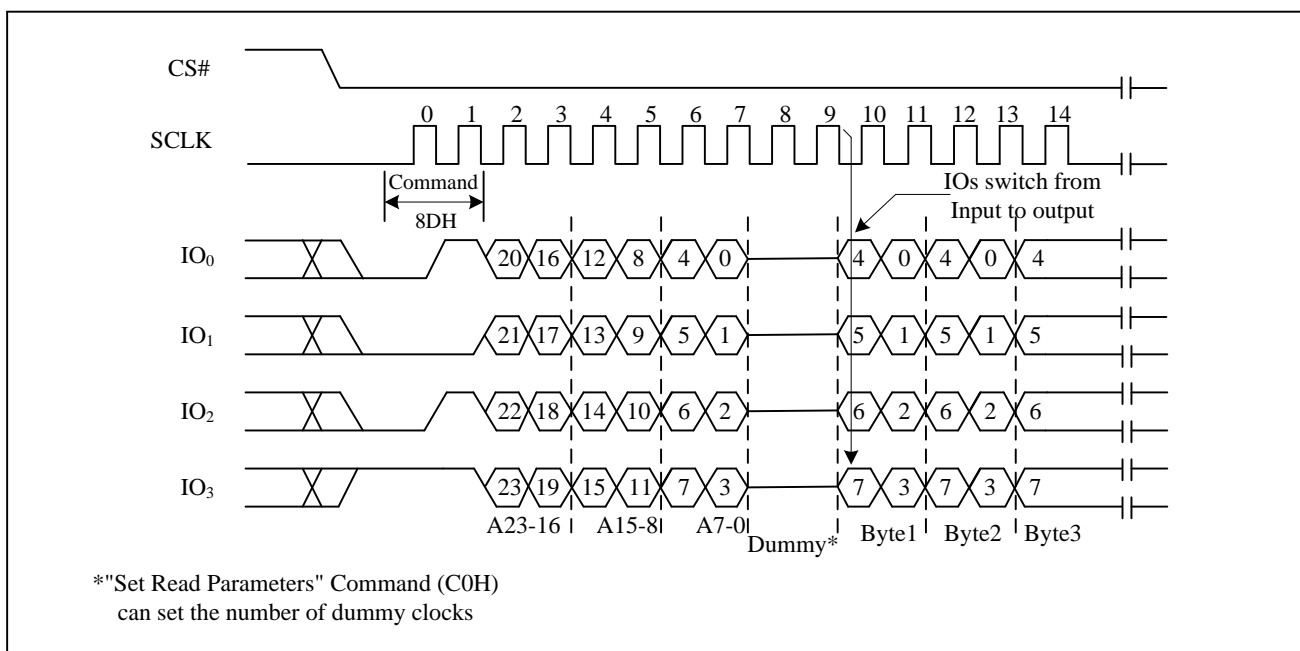 CS#
0 1 2 3 4 5 6 7 8 9 10 11 12 13 14
SCLK
Command
8DH
IOs switch from
Input to output
IO0 20 16 12 8 4 0 4 0 4 0 4
IO1 21 17 13 9 5 1 5 1 5 1 5
IO2 22 18 14 10 6 2 6 2 6 2 6
IO3 23 19 15 11 7 3 7 3 7 3 7
A23-16 A15-8 A7-0 Dummy* Byte1 Byte2 Byte3
*"Set Read Parameters" Command (C0H)
can set the number of dummy clocks